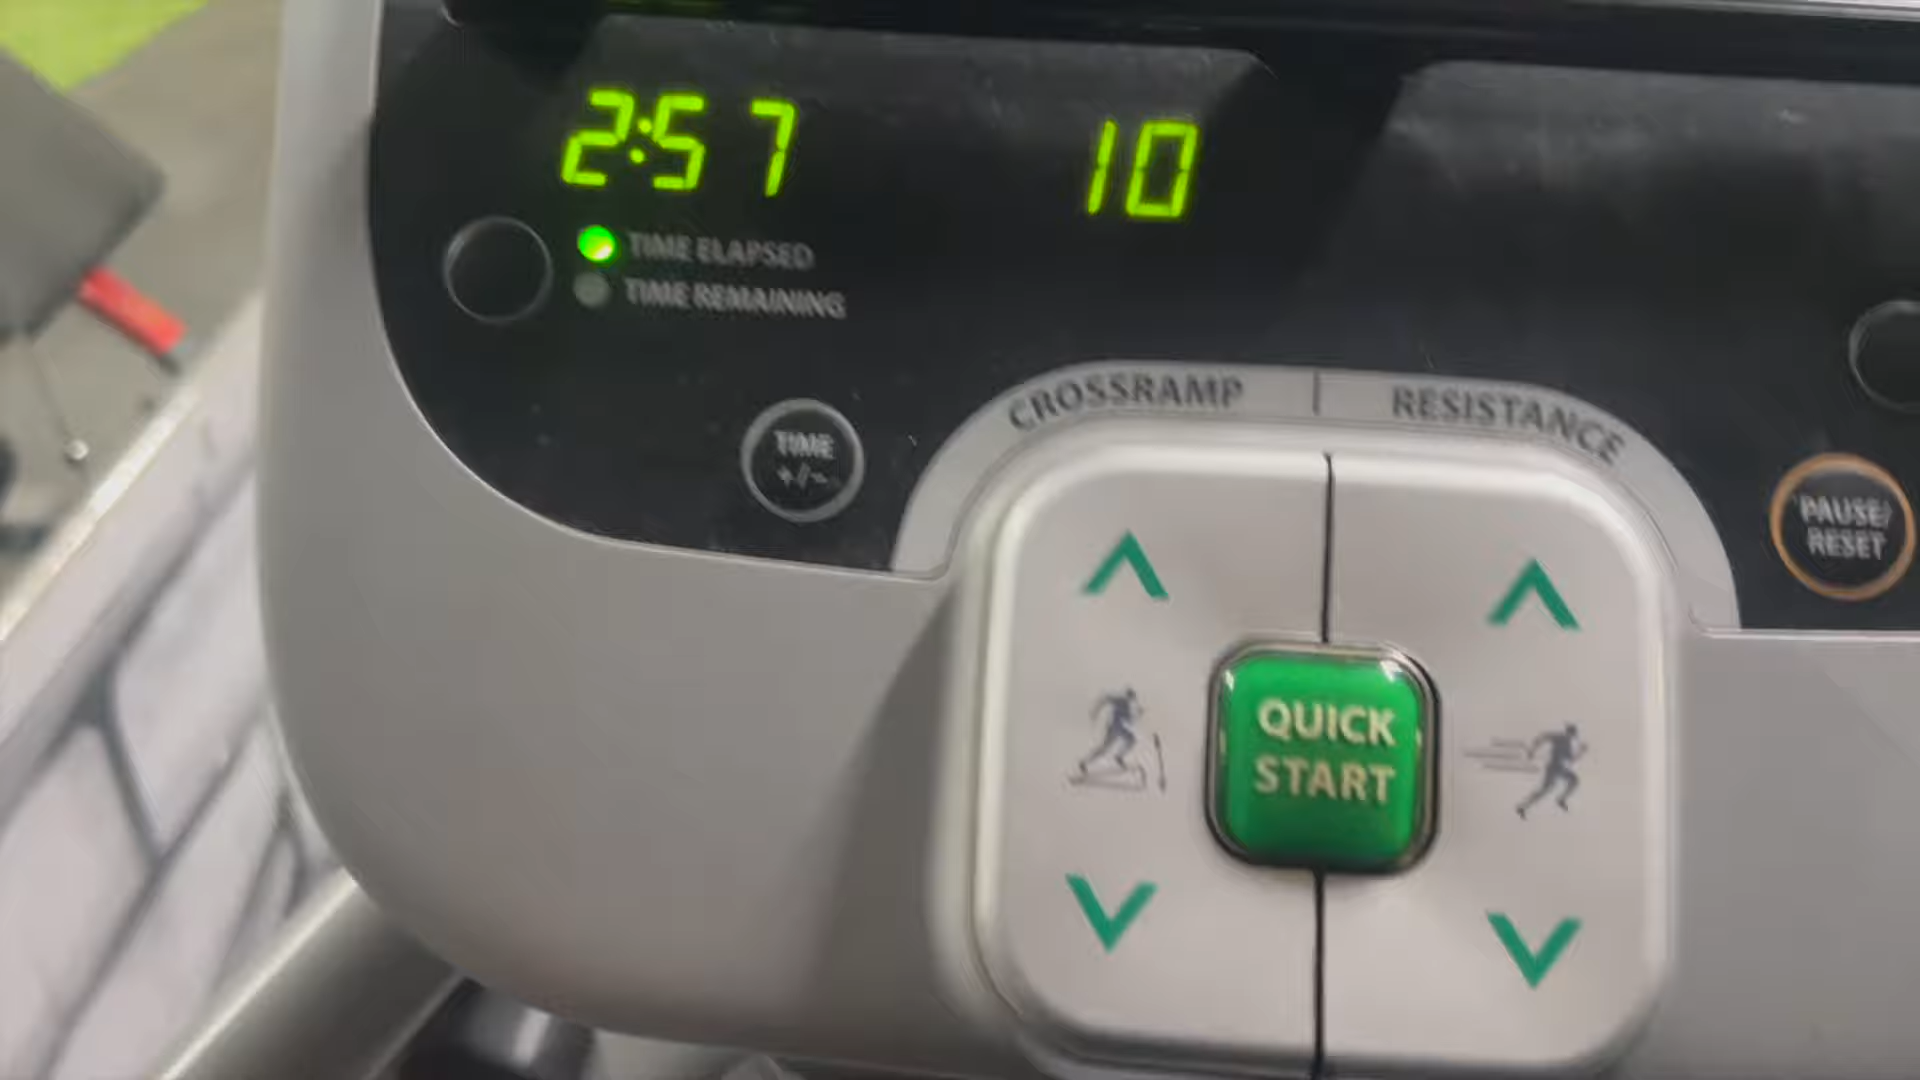 2:57
10
TIME ELAPSED
TIME REMAINING
CROSSRAMP
RESISTANCE
TIME
+/-
PAUSE/
RESET
QUICK
START